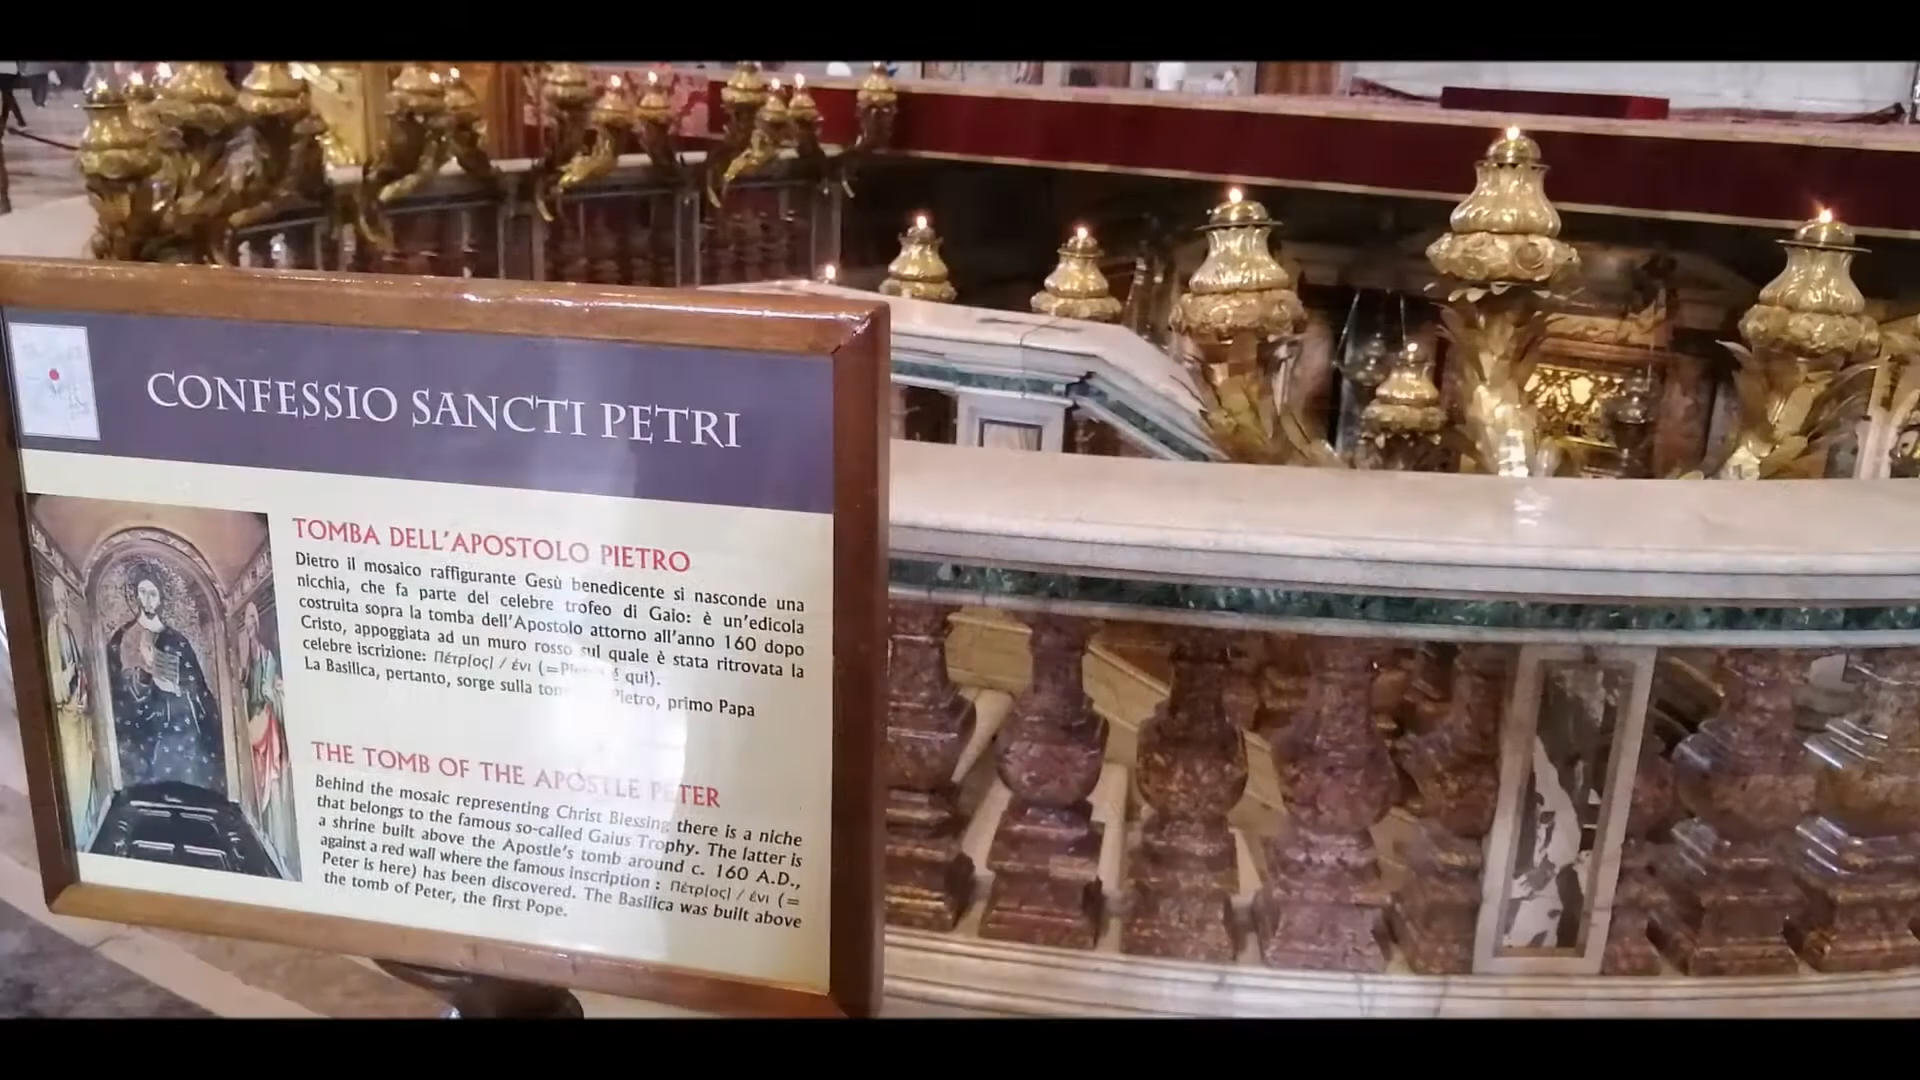 CONFESSIO SANCTI PETRI
TOMBA DELL'APOSTOLO PIETRO
Dietro il mosaico raffigurante Gesù benedicente si nasconde una
nicchia, che fa parte del celebre trofeo di Gaio: è un'edicola
costruita sopra la tomba dell'Apostolo attorno all'anno 160 dopo
Cristo, appoggiata ad un muro rosso sul quale è stata ritrovata la
celebre iscrizione: Πέτρ[ος] / ένι (= qui).
La Basilica, pertanto, sorge sulla Pietro, primo Papa
THE TOMB OF THE APOSTLE PETER
Behind the mosaic representing Christ Blessing there is a niche
that belongs to the famous so-called Gaius Trophy. The latter is
a shrine built above the Apostle's tomb around c. 160 A.D.,
against a red wall where the famous inscription : Πέτρ[ος] / ένι (=
Peter is here) has been discovered. The Basilica was built above
the tomb of Peter, the first Pope.